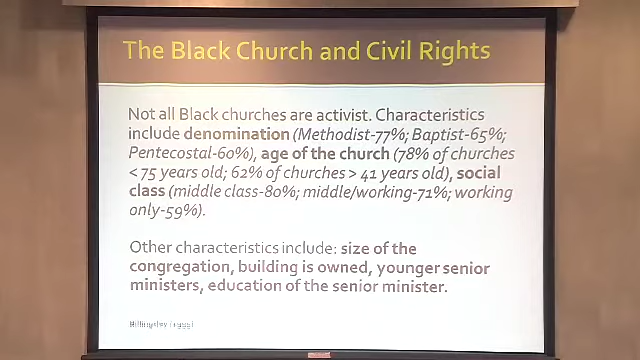 The Black Church and Civil Rights
Not all Black churches are activist. Characteristics
include denomination (Methodist-77%; Baptist-65%;
Pentecostal-60%), age of the church (78% of churches
< 75 years old; 62% of churches > 41 years old), social
class (middle class-80%; middle/working-71%; working
only-59%).
Other characteristics include: size of the
congregation, building is owned, younger senior
ministers, education of the senior minister.